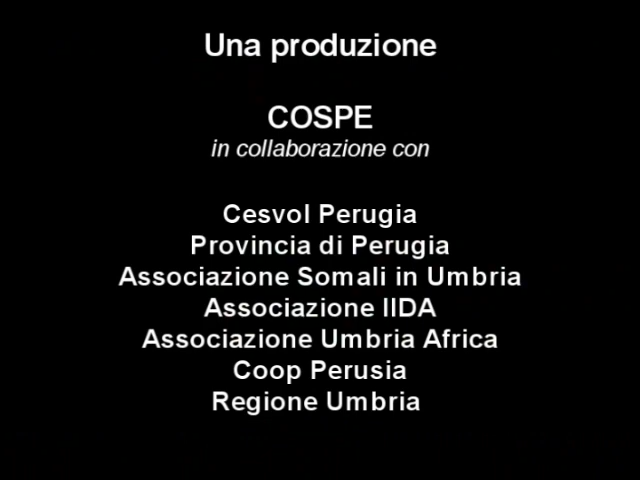 Una produzione
COSPE
in collaborazione con
Cesvol Perugia
Provincia di Perugia
Associazione Somali in Umbria
Associazione IIDA
Associazione Umbria Africa
Coop Perusia
Regione Umbria